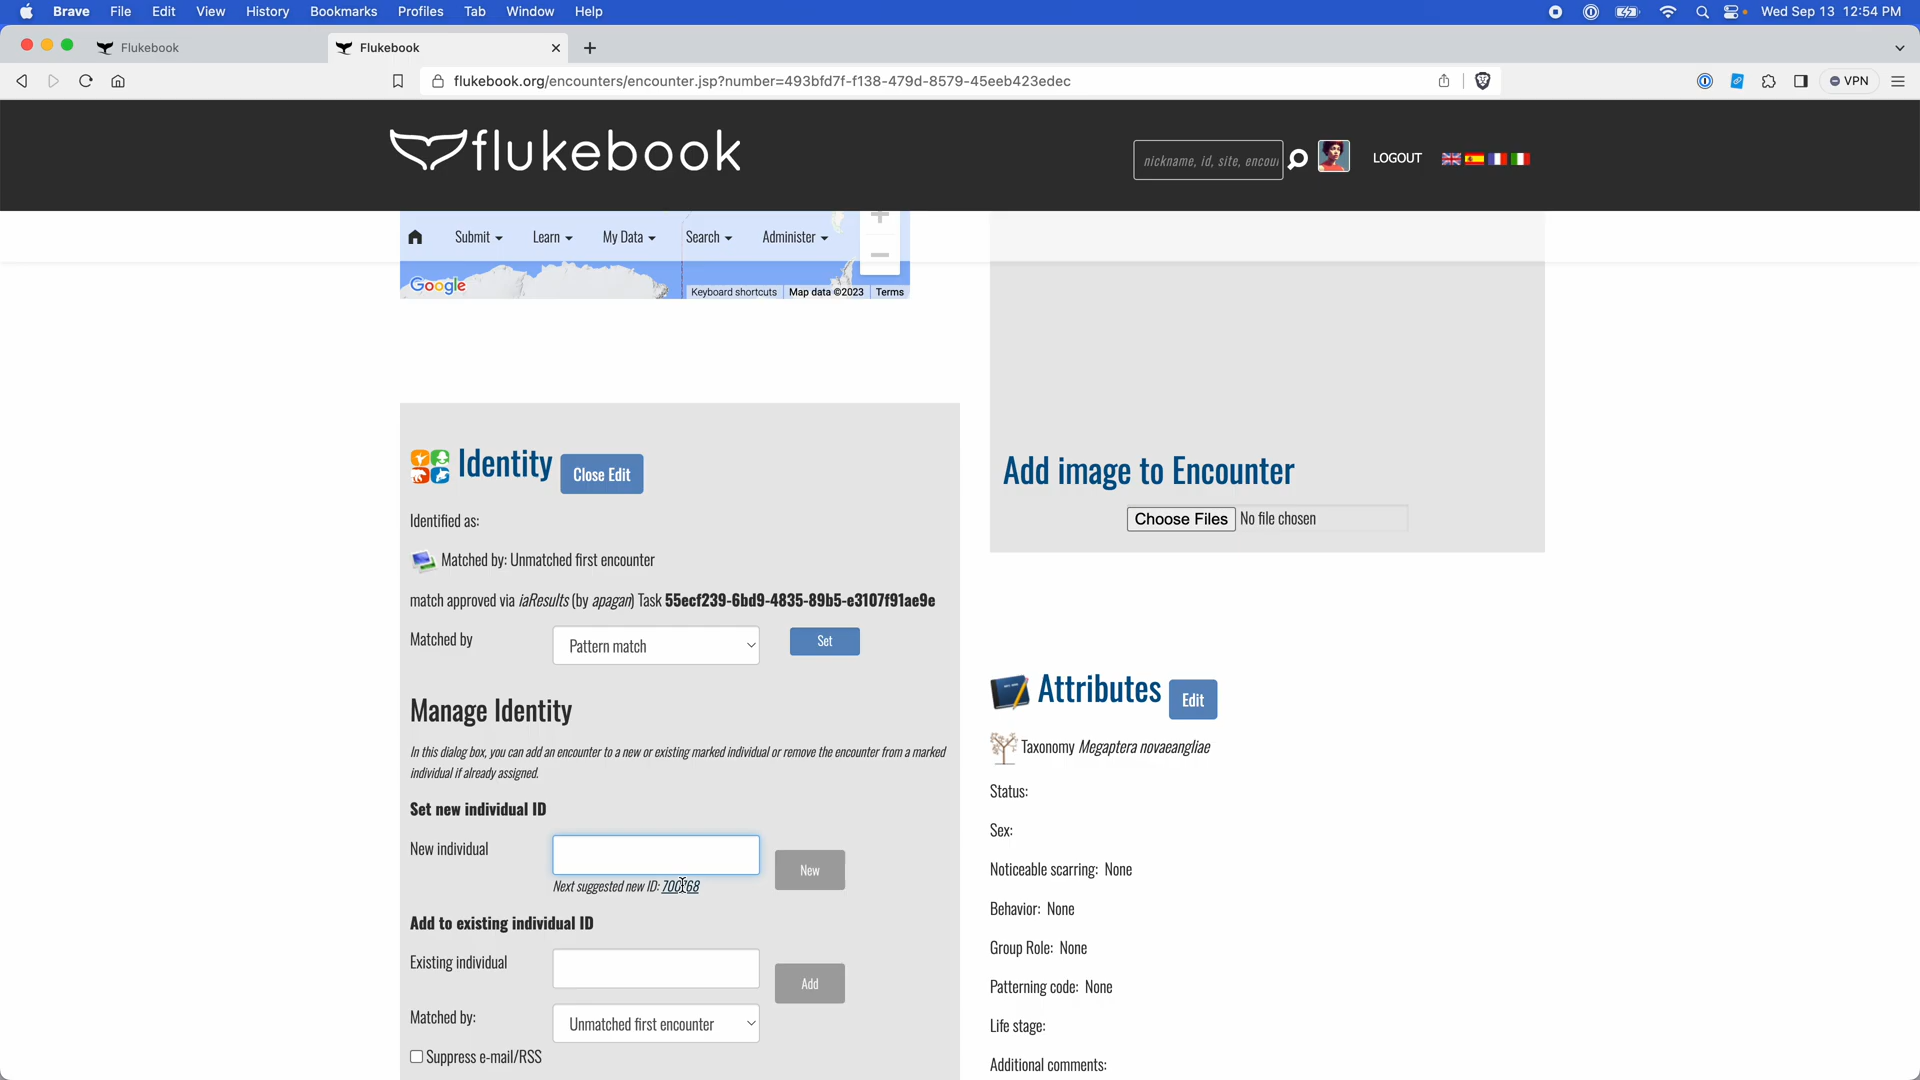 Brave File Edit View History Bookmarks Profiles Tab Window Help
Wed Sep 13 12:54 PM
Flukebook
Flukebook
flukebook.org/encounters/encounter.jsp?number=493bfd7f-f138-479d-8579-45eeb423edec
VPN
flukebook
nickname, id, site, encou
LOGOUT
Submit Learn My Data Search Administer
Google
Keyboard shortcuts Map data ©2023 Terms
Identity Close Edit
Identified as:
Matched by: Unmatched first encounter
match approved via iaResults (by apagan) Task 55ecf239-6bd9-4835-89b5-e3107f91ae9e
Matched by Pattern match Set
Manage Identity
In this dialog box, you can add an encounter to a new or existing marked individual or remove the encounter from a marked
individual if already assigned.
Set new individual ID
New individual New
Next suggested new ID:
Add to existing individual ID
Existing individual Add
Matched by: Unmatched first encounter
Suppress e-mail/RSS
Add image to Encounter
Choose Files No file chosen
Attributes Edit
Taxonomy Megaptera novaeangliae
Status:
Sex:
Noticeable scarring: None
Behavior: None
Group Role: None
Patterning code: None
Life stage:
Additional comments: